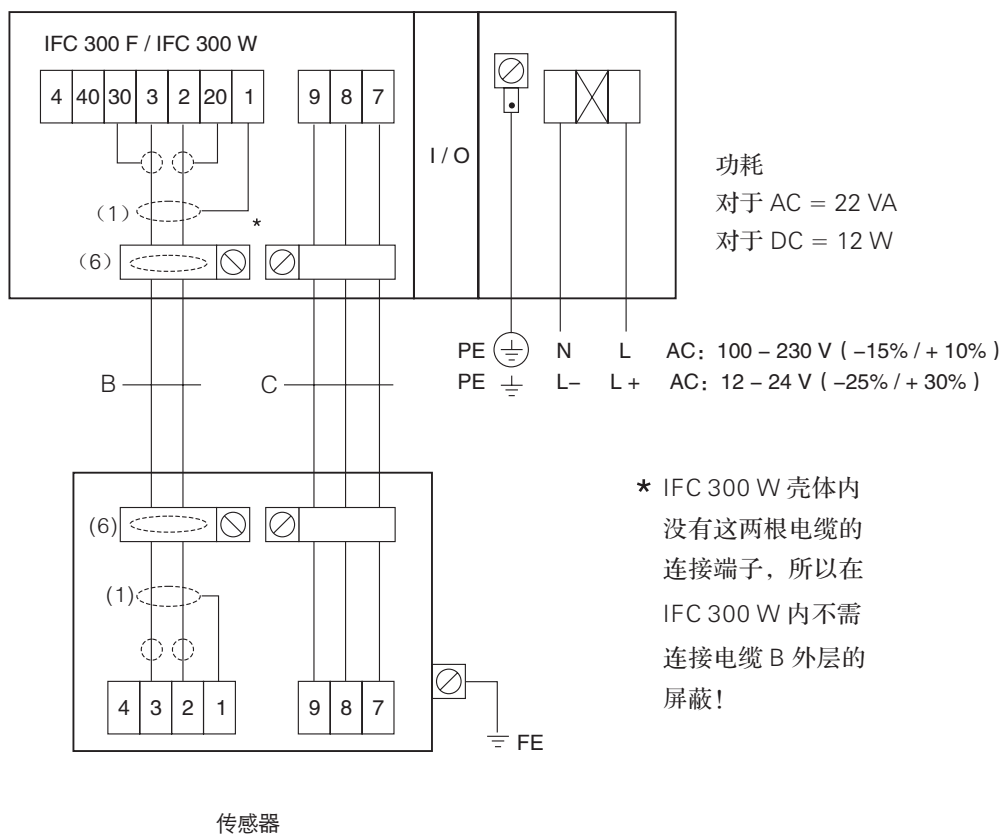 IFC 300 F / IFC 300 W
4 40 30 3 2 20 1
9 8 7
I / O
功耗
对于 AC = 22 VA
对于 DC = 12 W
（1）
*
（6）
PE N L AC：100 – 230 V（–15% / + 10%）
PE L– L + AC：12 – 24 V（–25% / + 30%）
B
C
* IFC 300 W 壳体内
没有这两根电缆的
连接端子，所以在
IFC 300 W 内不需
连接电缆 B 外层的
屏蔽！
(6)
(1)
4 3 2 1
9 8 7
FE
传感器